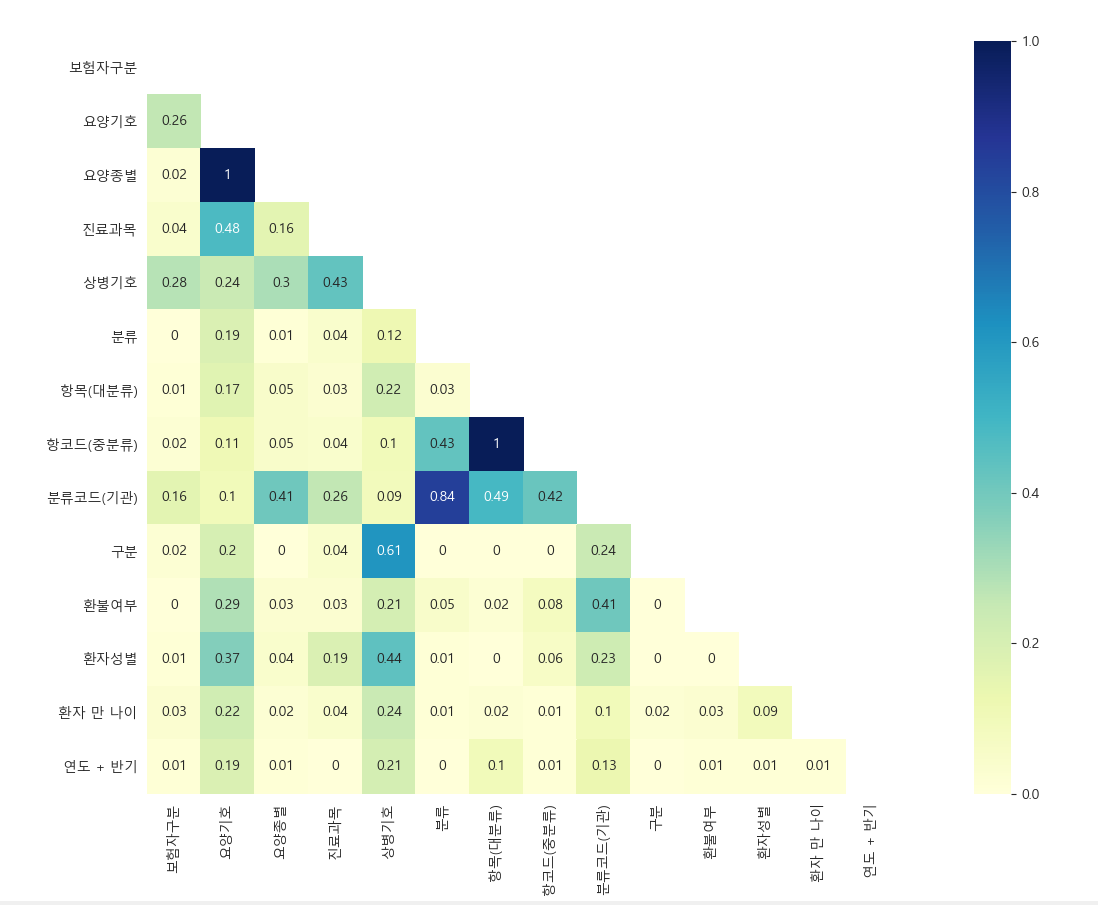 보험자구분
요양기호 0.26
요양종별 0.02 1
진료과목 0.04 0.48 0.16
상병기호 0.28 0.24 0.3 0.43
분류 0 0.19 0.01 0.04 0.12
항목(대분류) 0.01 0.17 0.05 0.03 0.22 0.03
항코드(중분류) 0.02 0.11 0.05 0.04 0.1 0.43 1
분류코드(기관) 0.16 0.1 0.41 0.26 0.09 0.84 0.49 0.42
구분 0.02 0.2 0 0.04 0.61 0 0 0 0.24
환불여부 0 0.29 0.03 0.03 0.21 0.05 0.02 0.08 0.41 0
환자성별 0.01 0.37 0.04 0.19 0.44 0.01 0 0.06 0.23 0 0
환자 만 나이 0.03 0.22 0.02 0.04 0.24 0.01 0.02 0.01 0.1 0.02 0.03 0.09
연도 + 반기 0.01 0.19 0.01 0 0.21 0 0.1 0.01 0.13 0 0.01 0.01 0.01
보험자구분
요양기호
요양종별
진료과목
상병기호
분류
항목(대분류)
항코드(중분류)
분류코드(기관)
구분
환불여부
환자성별
환자 만 나이
연도 + 반기
1.0
0.8
0.6
0.4
0.2
0.0